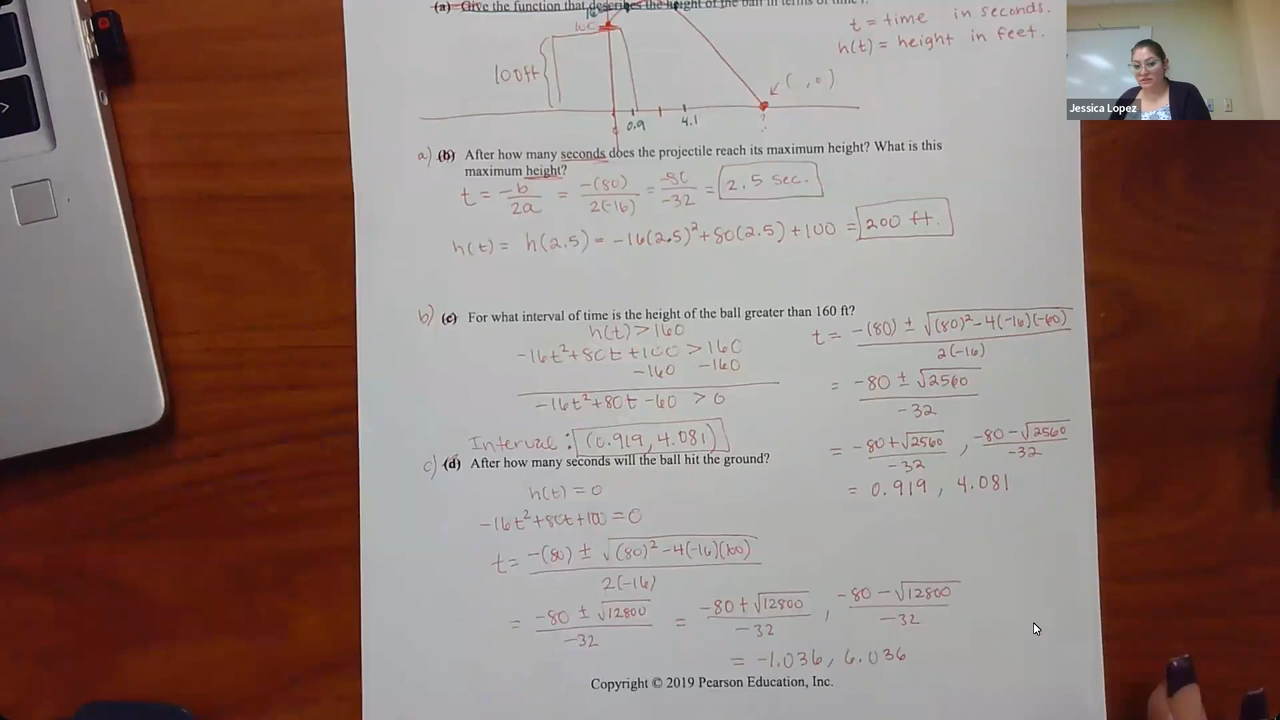 (a) Give the function that describes the height of the ball in terms of time t.
t = time in seconds.
h(t) = height in feet.
Jessica Lopez
100ft
( , 0)
0.9 4.1 ?
a) (b) After how many seconds does the projectile reach its maximum height? What is this
maximum height?
t = -b/2a = -(80)/2(-16) = -80/-32 = 2.5 sec.
h(t) = h(2.5) = -16(2.5)²+80(2.5)+100 = 200 ft.
b) (c) For what interval of time is the height of the ball greater than 160 ft?
h(t) > 160
-16t²+80t+100 > 160
-160 -160
-16t²+80t-60 > 0
Interval: (0.919, 4.081)
t = -(80) ± √(80)²-4(-16)(-60) / 2(-16)
= -80 ± √2560 / -32
= -80+√2560 / -32 , -80-√2560 / -32
= 0.919 , 4.081
c) (d) After how many seconds will the ball hit the ground?
h(t) = 0
-16t²+80t+100 = 0
t = -(80) ± √(80)²-4(-16)(100) / 2(-16)
= -80 ± √12800 / -32 = -80+√12800 / -32 , -80-√12800 / -32
= -1.036, 6.036
Copyright © 2019 Pearson Education, Inc.